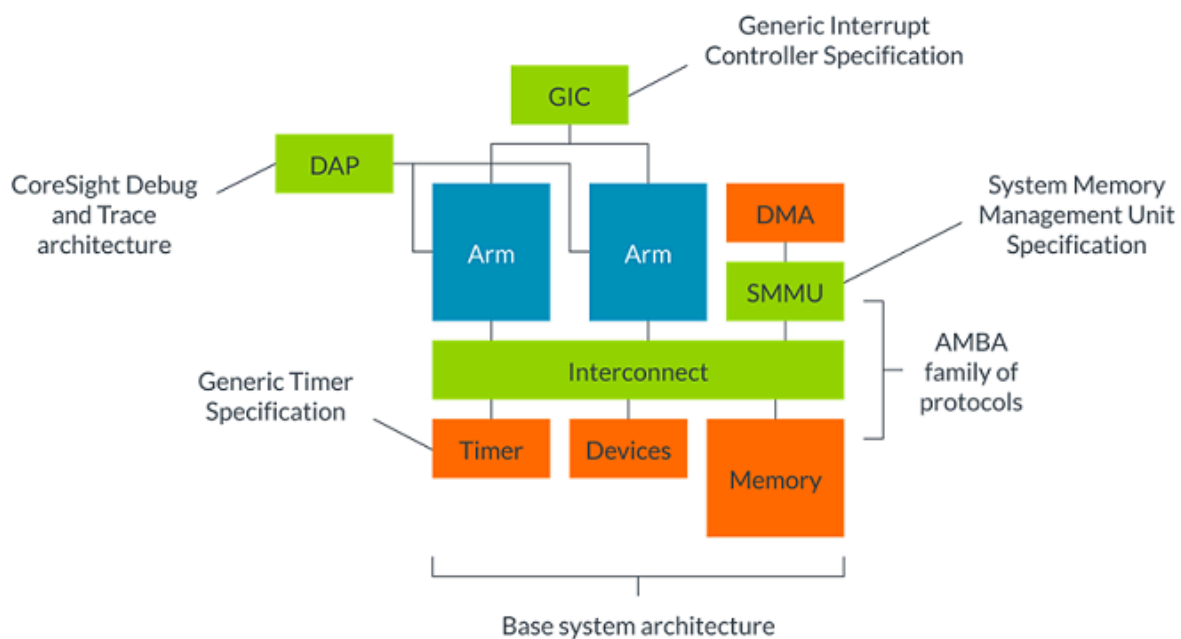 Generic Interrupt
Controller Specification
GIC
DAP
CoreSight Debug
and Trace
architecture
Arm
Arm
DMA
SMMU
System Memory
Management Unit
Specification
Interconnect
AMBA
family of
protocols
Generic Timer
Specification
Timer
Devices
Memory
Base system architecture